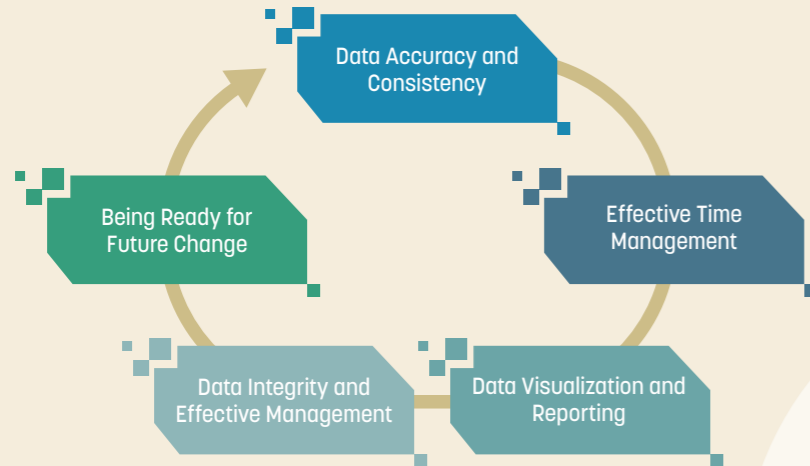 Data Accuracy and
Consistency
Effective Time
Management
Data Visualization and
Reporting
Data Integrity and
Effective Management
Being Ready for
Future Change